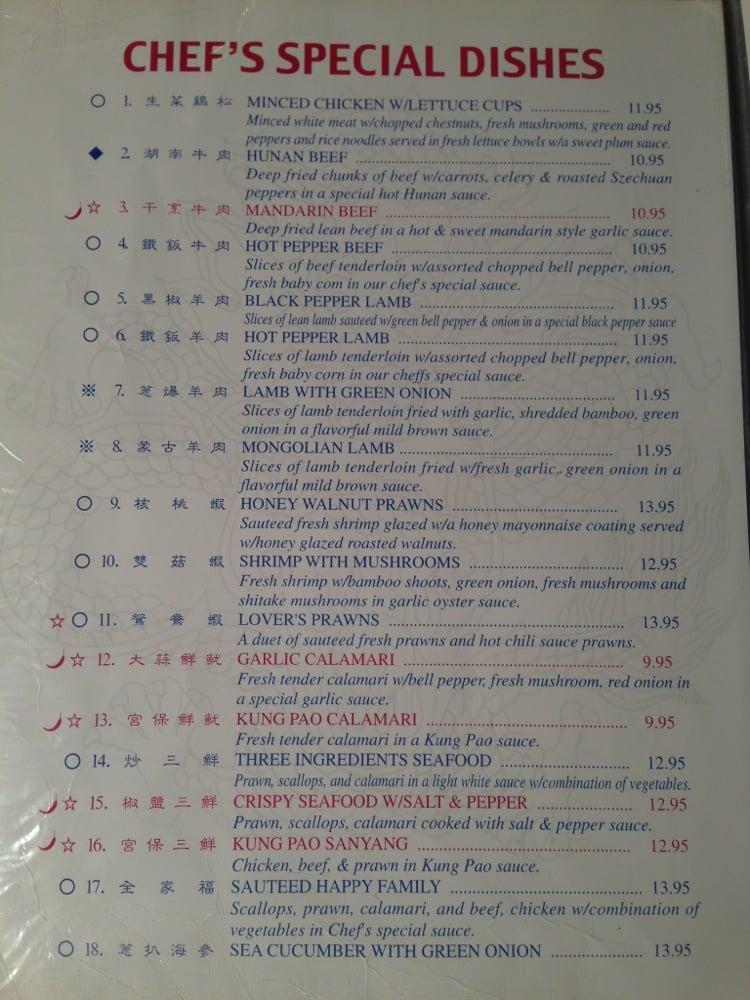 CHEF'S SPECIAL DISHES
○ 1. 生菜鷄松 MINCED CHICKEN W/LETTUCE CUPS 11.95
Minced white meat w/chopped chestnuts, fresh mushrooms, green and red
peppers and rice noodles served in fresh lettuce bowls w/a sweet plum sauce.
◆ 2. 湖南牛肉 HUNAN BEEF 10.95
Deep fried chunks of beef w/carrots, celery & roasted Szechuan
peppers in a special hot Hunan sauce.
☆ 3. 干烹牛肉 MANDARIN BEEF 10.95
Deep fried lean beef in a hot & sweet mandarin style garlic sauce.
○ 4. 鐵鈑牛肉 HOT PEPPER BEEF 10.95
Slices of beef tenderloin w/assorted chopped bell pepper, onion,
fresh baby com in our chef's special sauce.
○ 5. 黑椒羊肉 BLACK PEPPER LAMB 11.95
Slices of lean lamb sauteed w/green bell pepper & onion in a special black pepper sauce
○ 6. 鐵鈑羊肉 HOT PEPPER LAMB 11.95
Slices of lamb tenderloin w/assorted chopped bell pepper, onion,
fresh baby corn in our cheffs special sauce.
※ 7. 蔥爆羊肉 LAMB WITH GREEN ONION 11.95
Slices of lamb tenderloin fried with garlic, shredded bamboo, green
onion in a flavorful mild brown sauce.
※ 8. 蒙古羊肉 MONGOLIAN LAMB 11.95
Slices of lamb tenderloin fried w/fresh garlic, green onion in a
flavorful mild brown sauce.
○ 9. 核桃蝦 HONEY WALNUT PRAWNS 13.95
Sauteed fresh shrimp glazed w/a honey mayonnaise coating served
w/honey glazed roasted walnuts.
○ 10. 雙菇蝦 SHRIMP WITH MUSHROOMS 12.95
Fresh shrimp w/bamboo shoots, green onion, fresh mushrooms and
shitake mushrooms in garlic oyster sauce.
☆ ○ 11. 鴛鴦蝦 LOVER'S PRAWNS 13.95
A duet of sauteed fresh prawns and hot chili sauce prawns.
☆ 12. 大蒜鮮魷 GARLIC CALAMARI 9.95
Fresh tender calamari w/bell pepper, fresh mushroom, red onion in
a special garlic sauce.
☆ 13. 宮保鮮魷 KUNG PAO CALAMARI 9.95
Fresh tender calamari in a Kung Pao sauce.
○ 14. 炒三鮮 THREE INGREDIENTS SEAFOOD 12.95
Prawn, scallops, and calamari in a light white sauce w/combination of vegetables.
☆ 15. 椒鹽三鮮 CRISPY SEAFOOD W/SALT & PEPPER 12.95
Prawn, scallops, calamari cooked with salt & pepper sauce.
☆ 16. 宮保三鮮 KUNG PAO SANYANG 12.95
Chicken, beef, & prawn in Kung Pao sauce.
○ 17. 全家福 SAUTEED HAPPY FAMILY 13.95
Scallops, prawn, calamari, and beef, chicken w/combination of
vegetables in Chef's special sauce.
○ 18. 蔥扒海參 SEA CUCUMBER WITH GREEN ONION 13.95